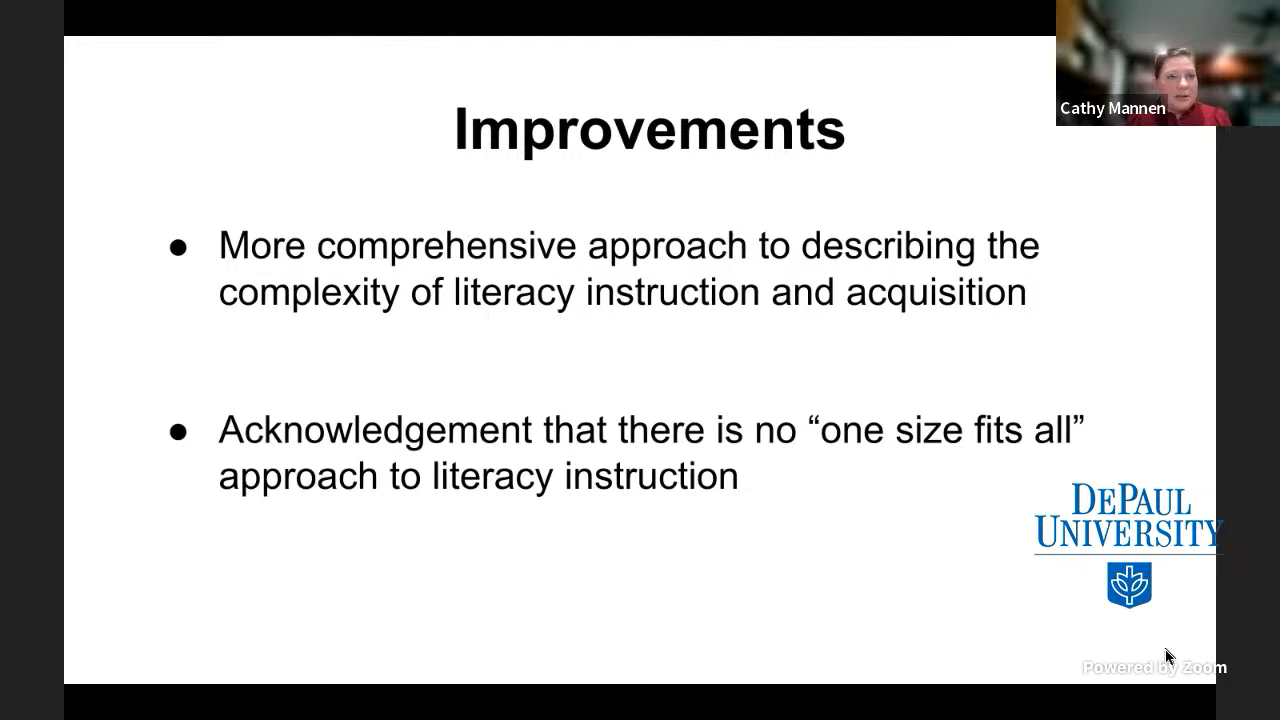 Cathy Mannen
Improvements
● More comprehensive approach to describing the
complexity of literacy instruction and acquisition
● Acknowledgement that there is no “one size fits all”
approach to literacy instruction
DEPAUL
UNIVERSITY
Powered by Zoom